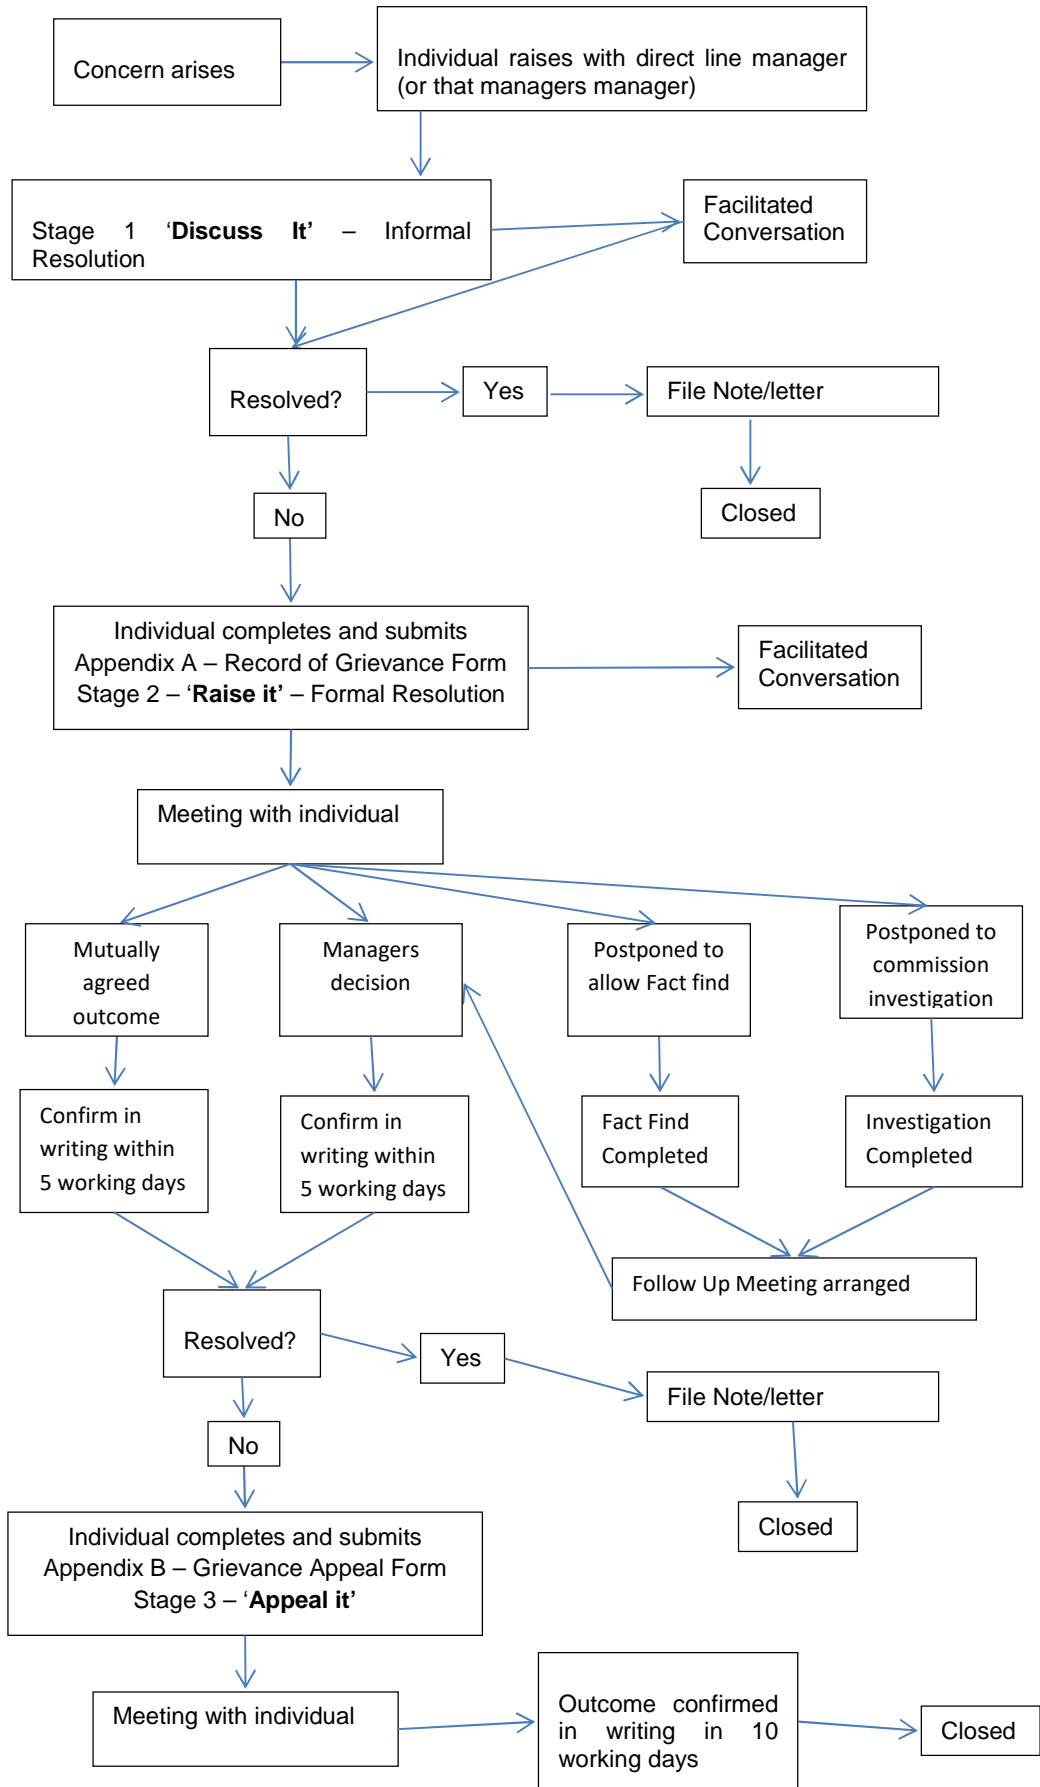 Concern arises
Individual raises with direct line manager
(or that managers manager)
Stage 1 ‘Discuss It’ – Informal
Resolution
Facilitated
Conversation
Resolved?
Yes
File Note/letter
Closed
No
Individual completes and submits
Appendix A – Record of Grievance Form
Stage 2 – ‘Raise it’ – Formal Resolution
Facilitated
Conversation
Meeting with individual
Mutually
agreed
outcome
Managers
decision
Postponed to
allow Fact find
Postponed to
commission
investigation
Confirm in
writing within
5 working days
Confirm in
writing within
5 working days
Fact Find
Completed
Investigation
Completed
Follow Up Meeting arranged
Resolved?
Yes
File Note/letter
Closed
No
Individual completes and submits
Appendix B – Grievance Appeal Form
Stage 3 – ‘Appeal it’
Meeting with individual
Outcome confirmed
in writing in 10
working days
Closed